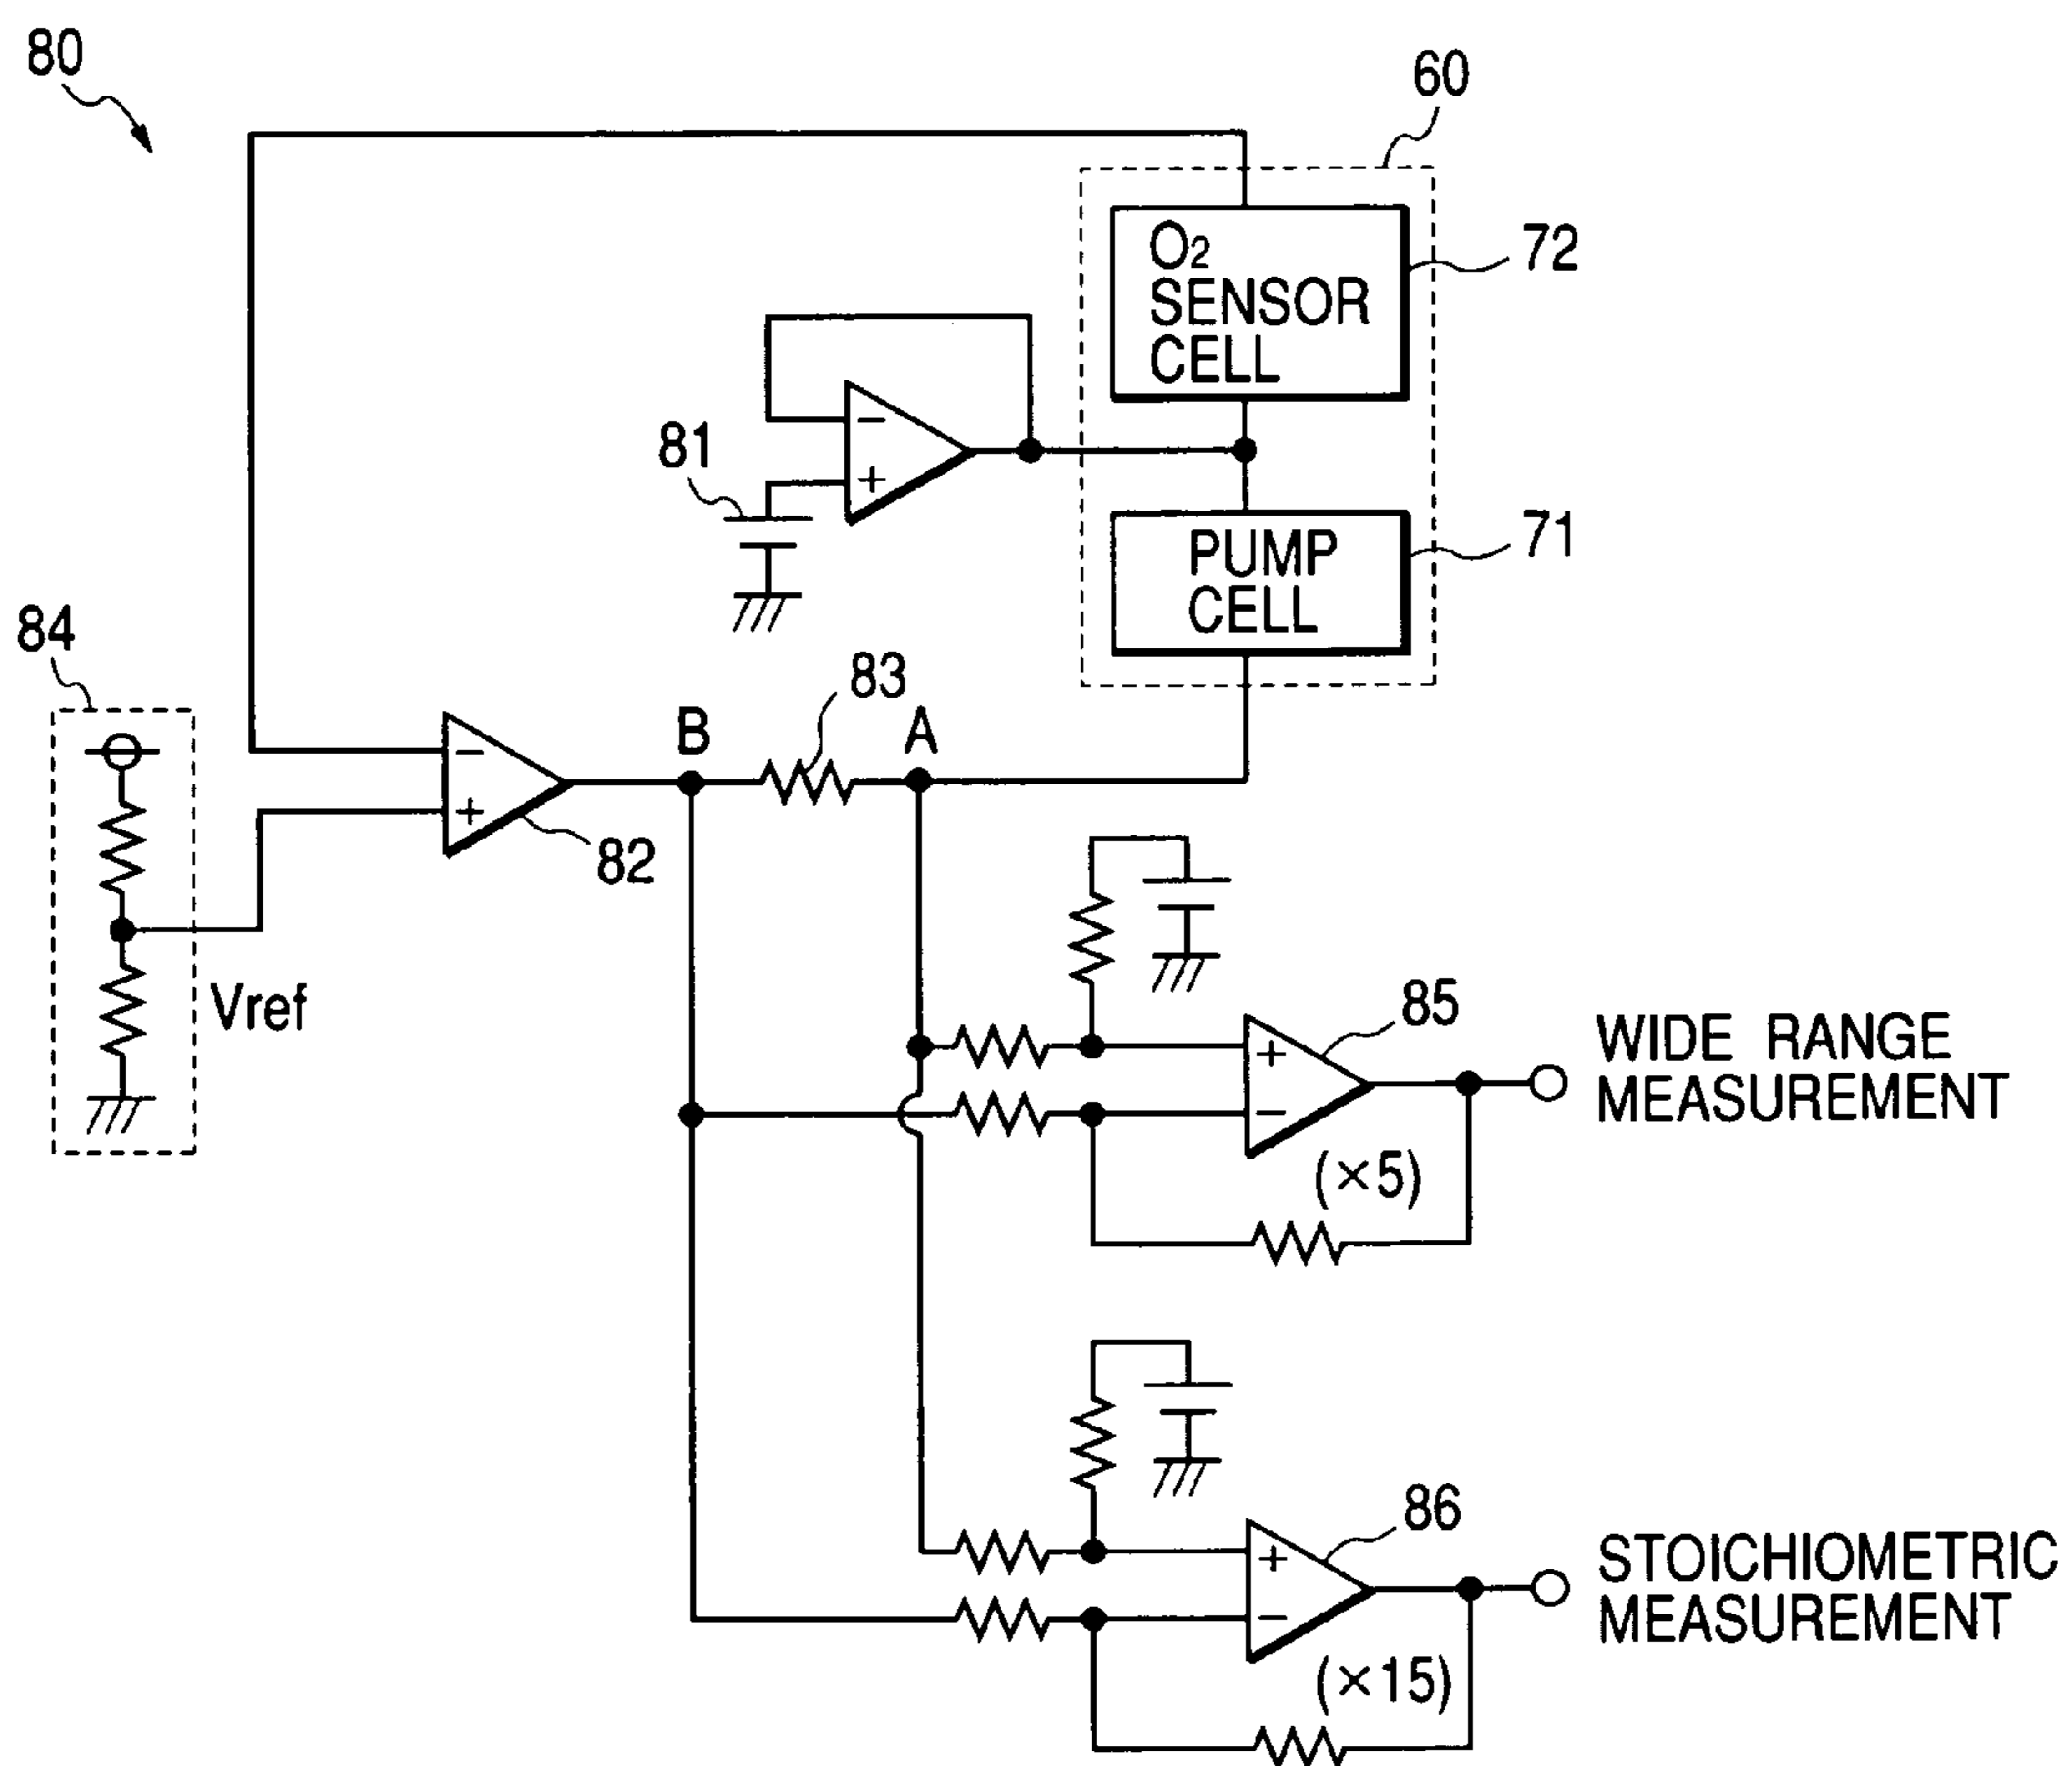 80
60
O2
SENSOR
CELL
72
81
−
+
PUMP
CELL
71
84
83
B
A
−
+
82
Vref
85
+
−
(×5)
WIDE RANGE
MEASUREMENT
86
+
−
(×15)
STOICHIOMETRIC
MEASUREMENT